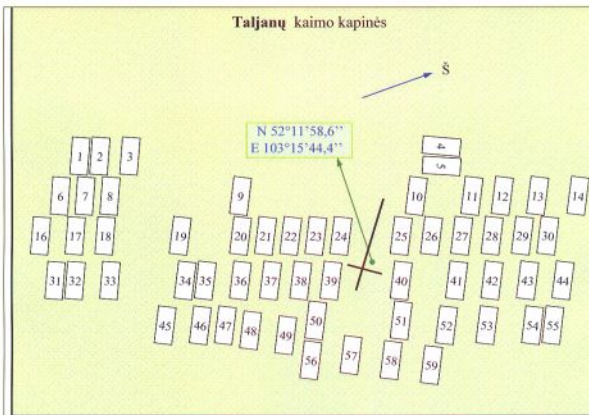 Taljanų kaimo kapinės
Š
N 52°11'58,6''
E 103°15'44,4''
1 2 3 4
5
6 7 8 9 10 11 12 13 14
16 17 18 19 20 21 22 23 24 25 26 27 28 29 30
31 32 33 34 35 36 37 38 39 40 41 42 43 44
45 46 47 48 49 50 51 52 53 54 55
56 57 58 59